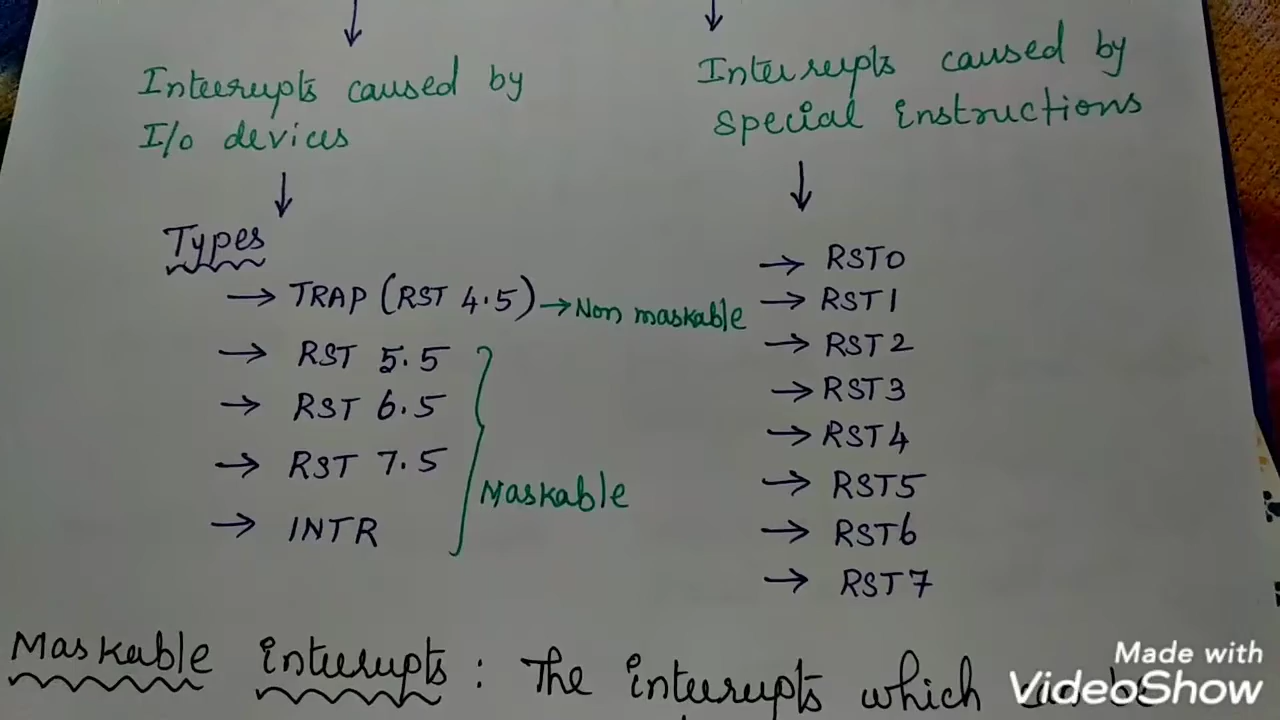 Interrupts caused by
I/o devices
Types
→ TRAP (RST 4.5) → Non maskable
→ RST 5.5
→ RST 6.5
→ RST 7.5
→ INTR
Maskable
Interrupts caused by
special instructions
→ RST0
→ RST1
→ RST2
→ RST3
→ RST4
→ RST5
→ RST6
→ RST7
Maskable interrupts : The interrupts which can be
Made with
VideoShow